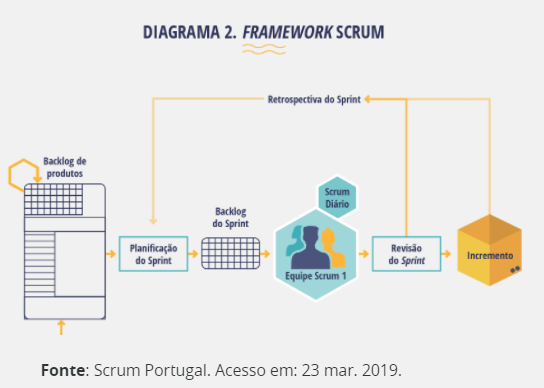 DIAGRAMA 2. FRAMEWORK SCRUM
Retrospectiva do Sprint
Backlog de
produtos
Scrum
Diário
Backlog
do Sprint
Planificação
do Sprint
Equipe Scrum 1
Revisão
do Sprint
Incremento
Fonte: Scrum Portugal. Acesso em: 23 mar. 2019.